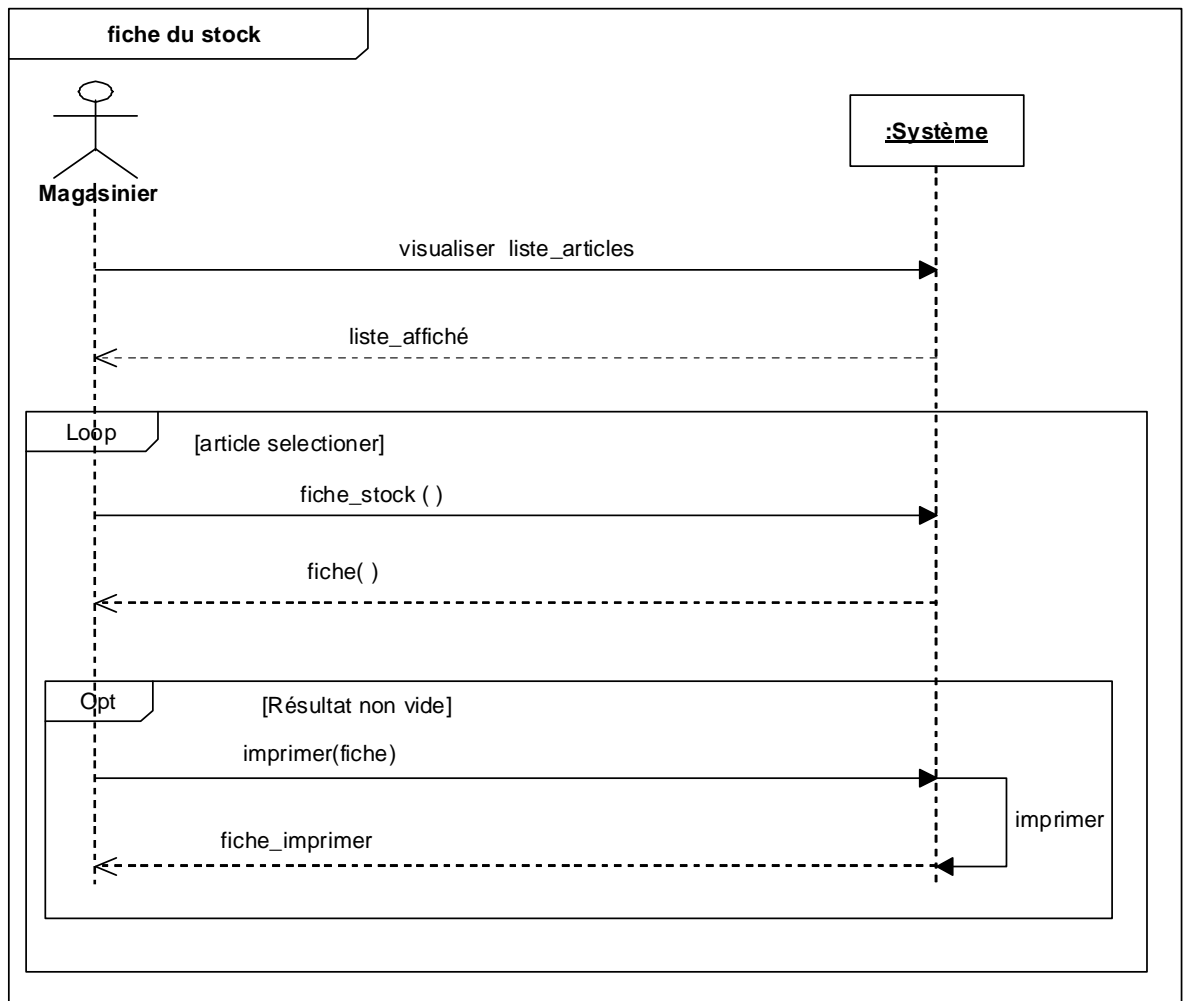 fiche du stock
:Système
Magasinier
visualiser liste_articles
liste_affiché
Loop
[article selectioner]
fiche_stock ( )
fiche( )
Opt
[Résultat non vide]
imprimer(fiche)
imprimer
fiche_imprimer